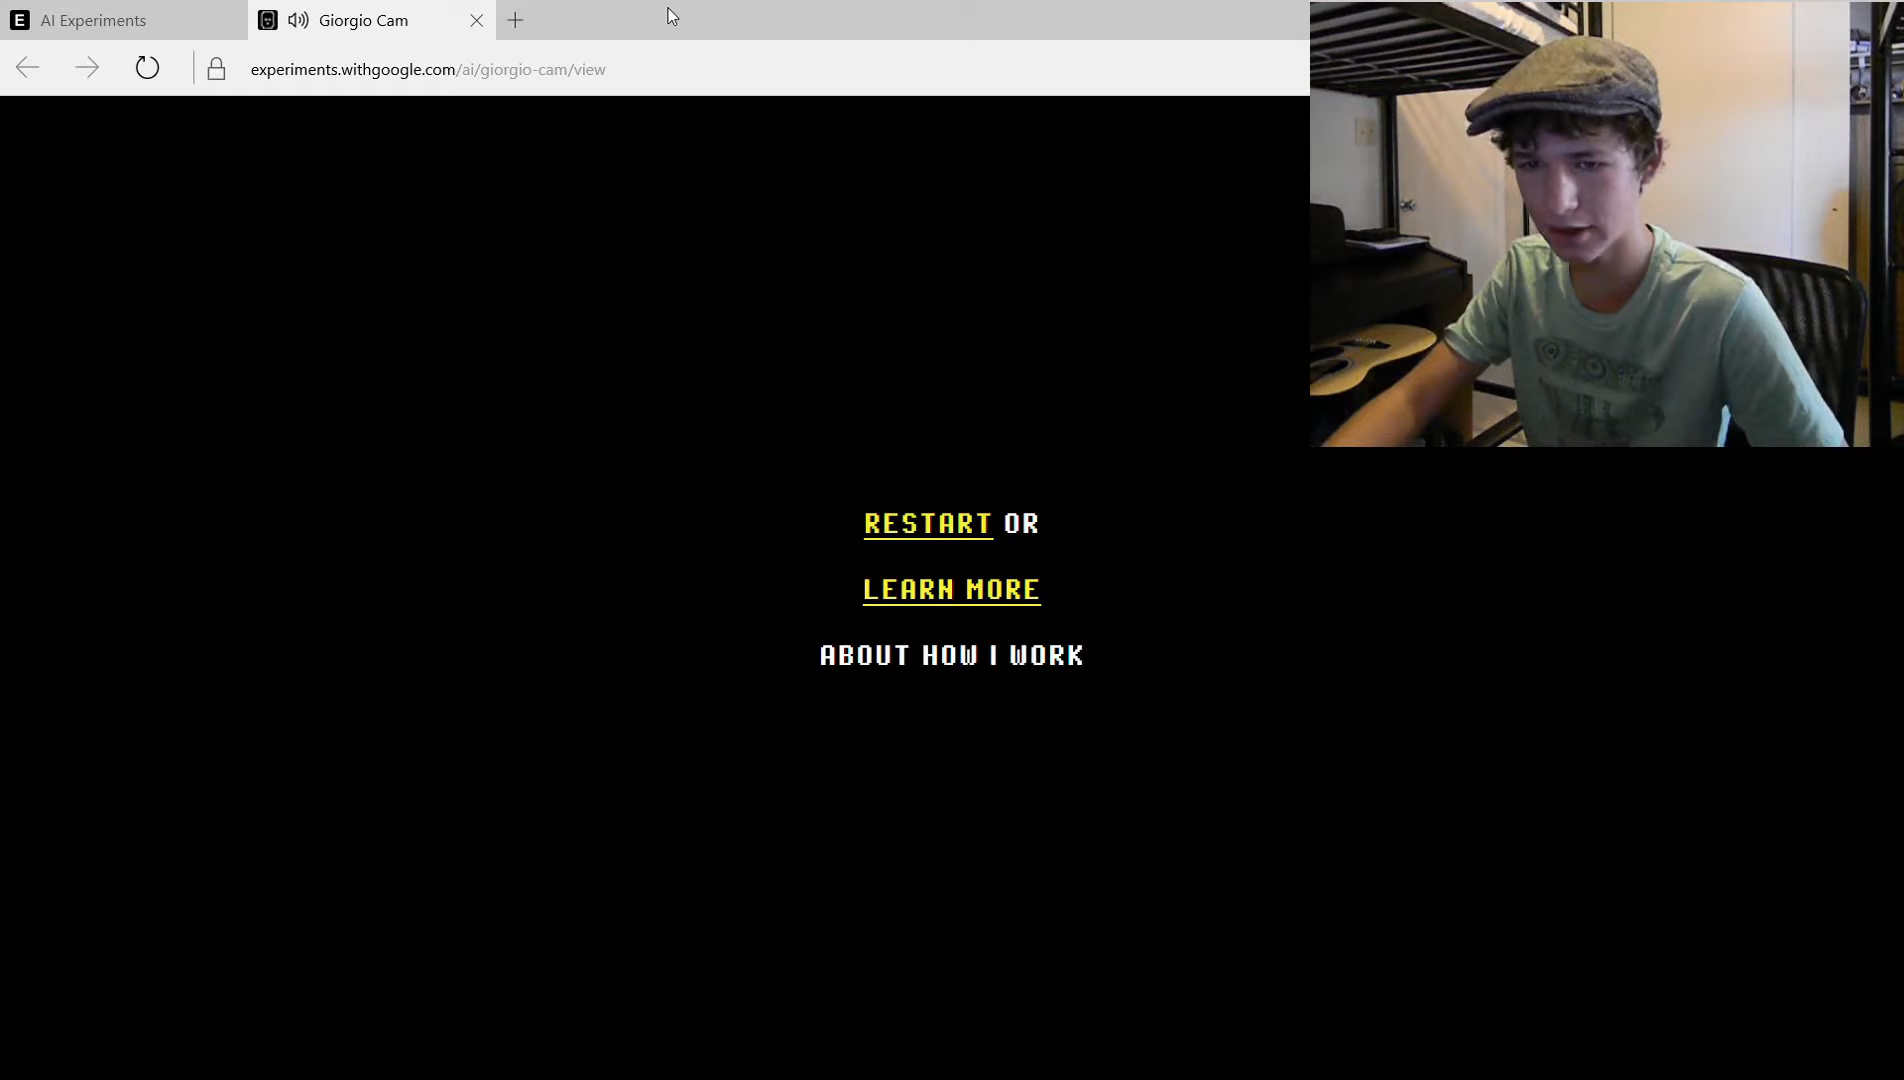 E AI Experiments
Giorgio Cam
experiments.withgoogle.com/ai/giorgio-cam/view
RESTART OR
LEARN MORE
ABOUT HOW I WORK